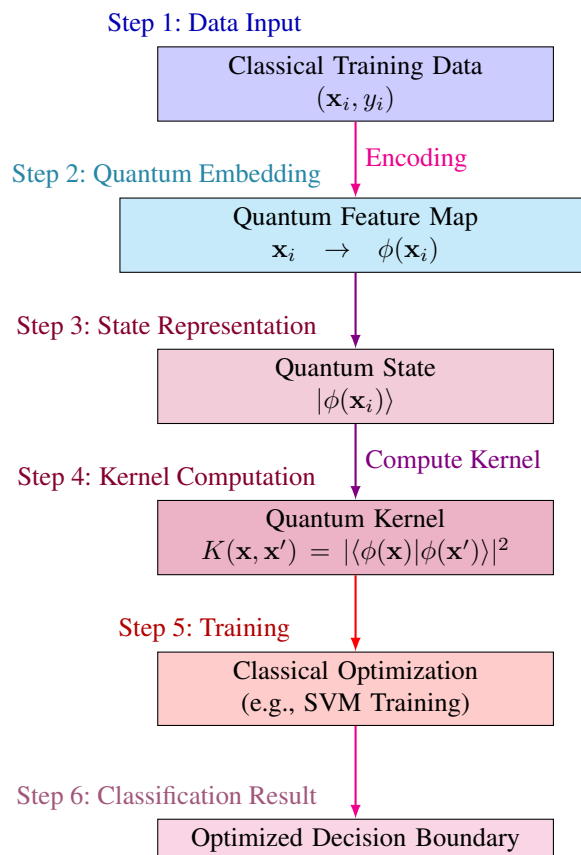 Step 1: Data Input
Classical Training Data
(𝐱ᵢ, yᵢ)
Encoding
Step 2: Quantum Embedding
Quantum Feature Map
𝐱ᵢ → ϕ(𝐱ᵢ)
Step 3: State Representation
Quantum State
|ϕ(𝐱ᵢ)⟩
Compute Kernel
Step 4: Kernel Computation
Quantum Kernel
K(𝐱, 𝐱′) = |⟨ϕ(𝐱)|ϕ(𝐱′)⟩|²
Step 5: Training
Classical Optimization
(e.g., SVM Training)
Step 6: Classification Result
Optimized Decision Boundary